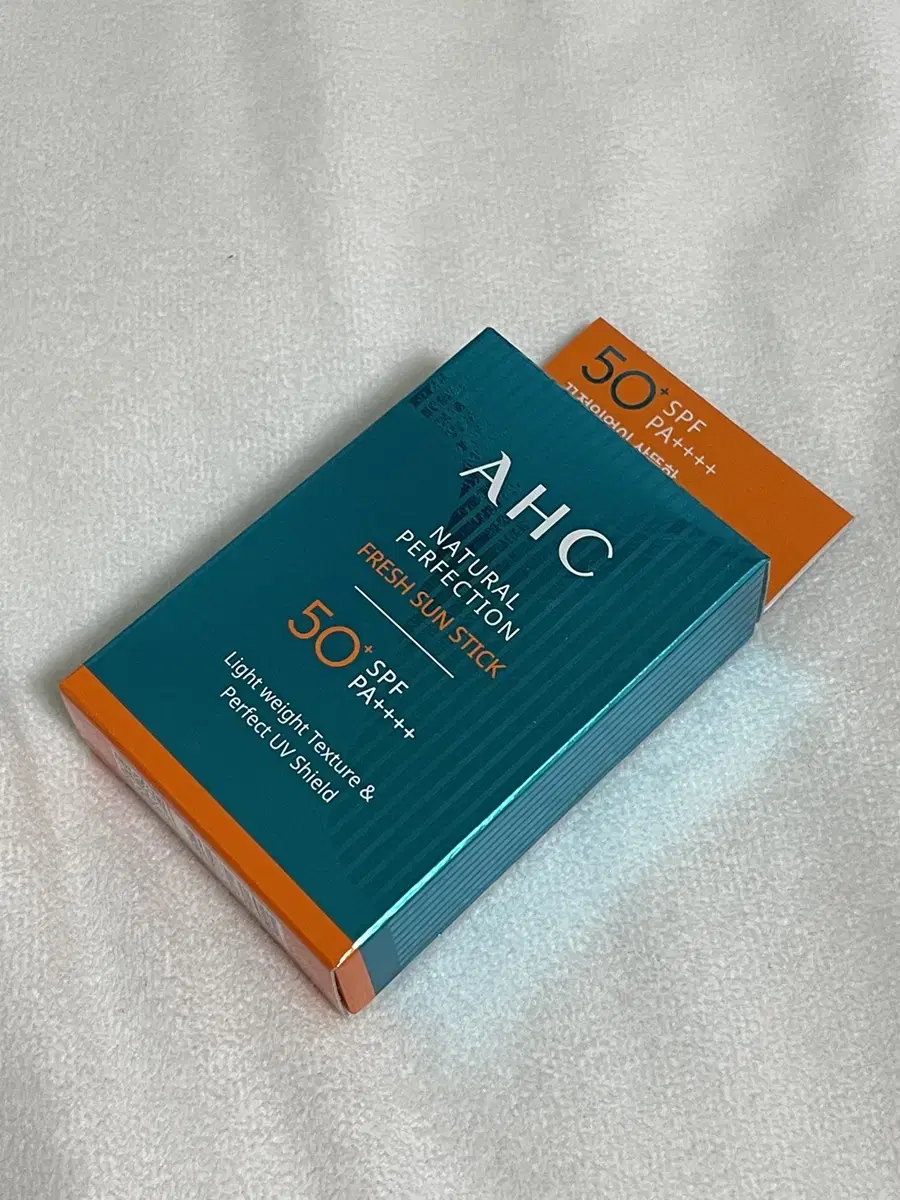 AHC
NATURAL
PERFECTION
FRESH SUN STICK
50+ SPF
PA++++
Light weight Texture &
Perfect UV Shield
50+ SPF
PA++++